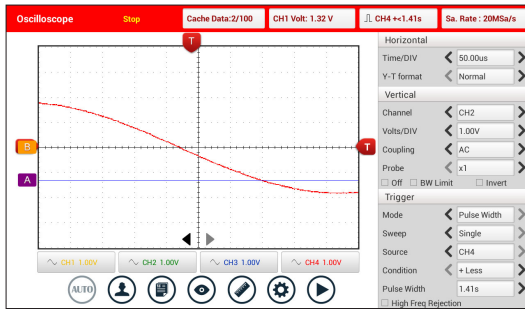 Oscilloscope
Stop
Cache Data:2/100
CH1 Volt: 1.32 V
CH4 +<1.41s
Sa. Rate : 20MSa/s
T
B
T
A
CH1 1.00V
CH2 1.00V
CH3 1.00V
CH4 1.00V
AUTO
Horizontal
Time/DIV 50.00us
Y-T format Normal
Vertical
Channel CH2
Volts/DIV 1.00V
Coupling AC
Probe x1
Off BW Limit Invert
Trigger
Mode Pulse Width
Sweep Single
Source CH4
Condition + Less
Pulse Width 1.41s
High Freq Rejection